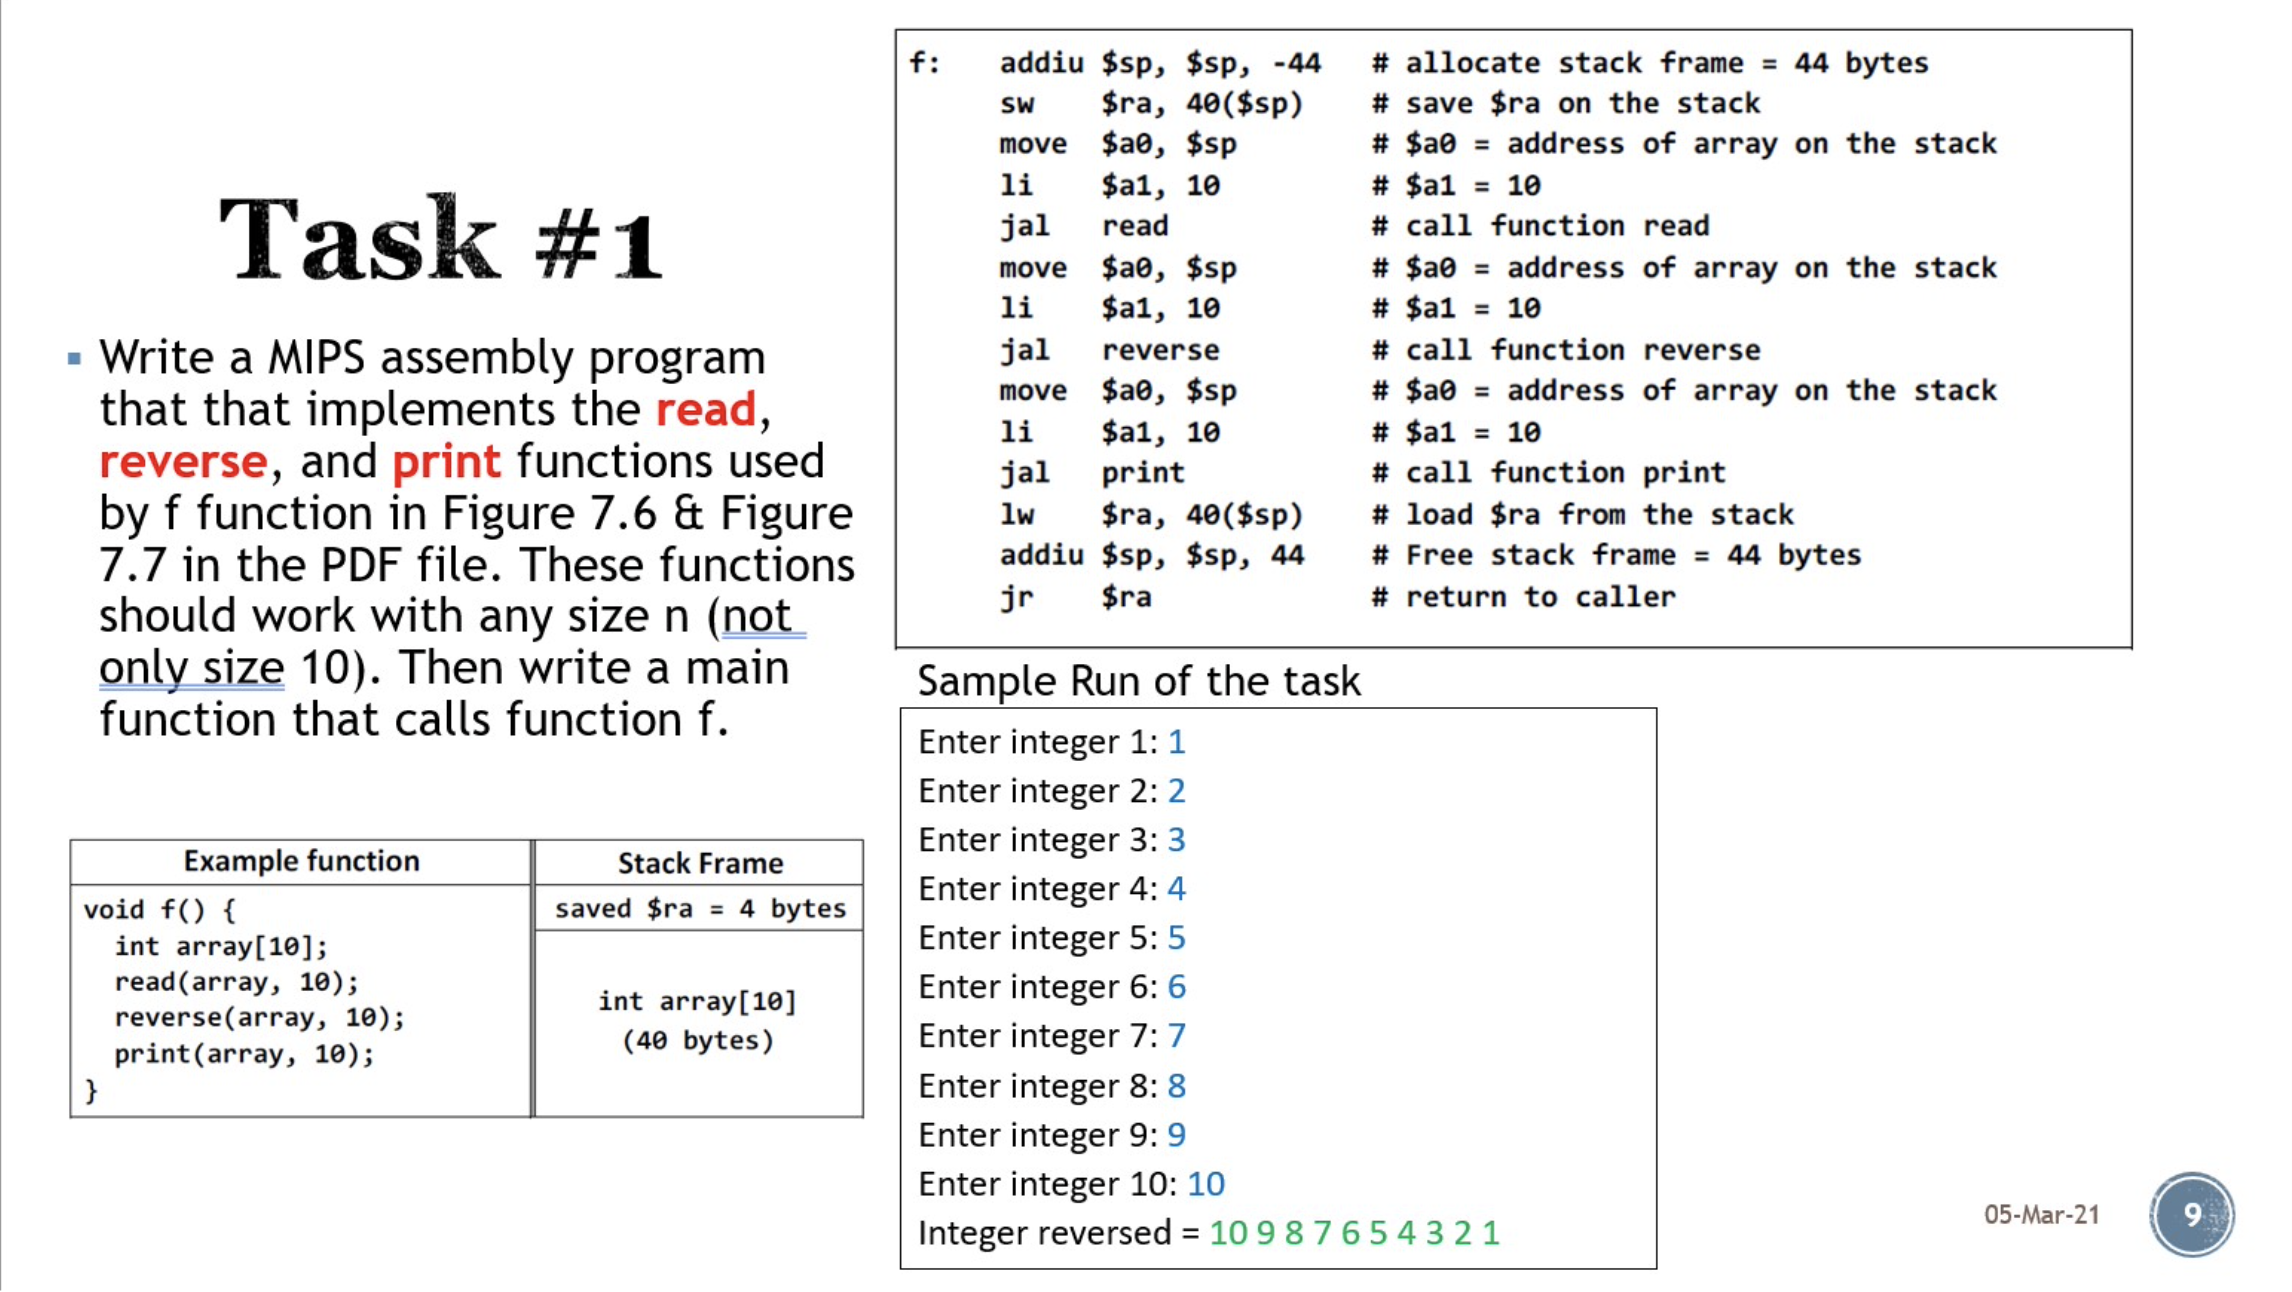 Task #1
▪ Write a MIPS assembly program
that that implements the read,
reverse, and print functions used
by f function in Figure 7.6 & Figure
7.7 in the PDF file. These functions
should work with any size n (not
only size 10). Then write a main
function that calls function f.
Example function
void f() {
int array[10];
read(array, 10);
reverse(array, 10);
print(array, 10);
}
Stack Frame
saved $ra = 4 bytes
int array[10]
(40 bytes)
f: addiu $sp, $sp, -44 # allocate stack frame = 44 bytes
sw $ra, 40($sp) # save $ra on the stack
move $a0, $sp # $a0 = address of array on the stack
li $a1, 10 # $a1 = 10
jal read # call function read
move $a0, $sp # $a0 = address of array on the stack
li $a1, 10 # $a1 = 10
jal reverse # call function reverse
move $a0, $sp # $a0 = address of array on the stack
li $a1, 10 # $a1 = 10
jal print # call function print
lw $ra, 40($sp) # load $ra from the stack
addiu $sp, $sp, 44 # Free stack frame = 44 bytes
jr $ra # return to caller
Sample Run of the task
Enter integer 1: 1
Enter integer 2: 2
Enter integer 3: 3
Enter integer 4: 4
Enter integer 5: 5
Enter integer 6: 6
Enter integer 7: 7
Enter integer 8: 8
Enter integer 9: 9
Enter integer 10: 10
Integer reversed = 10 9 8 7 6 5 4 3 2 1
05-Mar-21
9